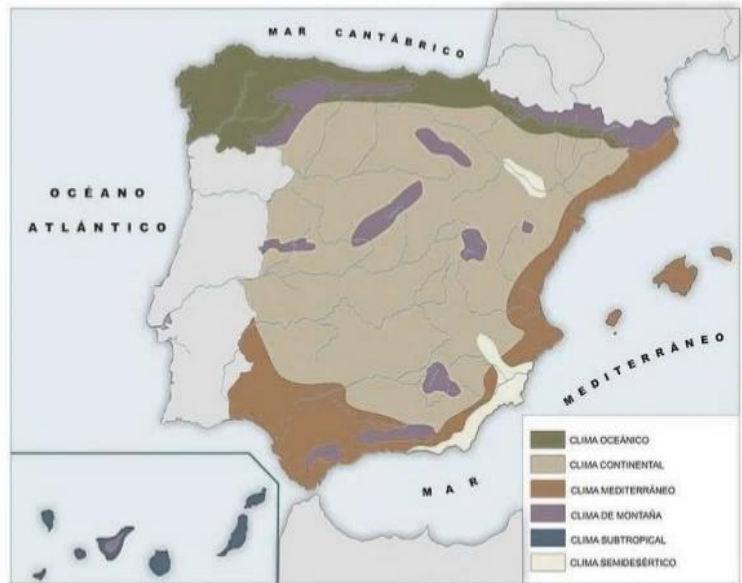 MAR CANTÁBRICO
OCÉANO
ATLÁNTICO
MEDITERRÁNEO
MAR
CLIMA OCEÁNICO
CLIMA CONTINENTAL
CLIMA MEDITERRÁNEO
CLIMA DE MONTAÑA
CLIMA SUBTROPICAL
CLIMA SEMIDESÉRTICO